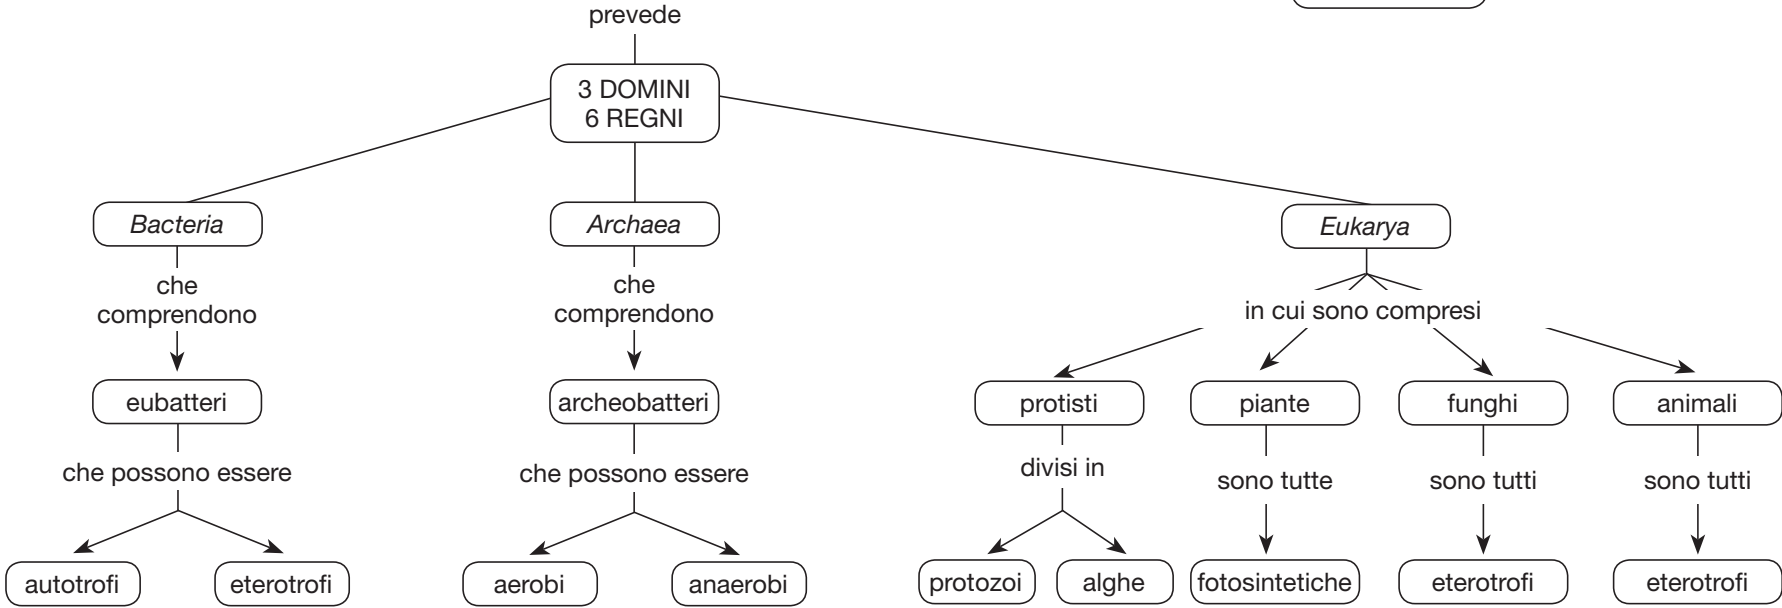 prevede
3 DOMINI
6 REGNI
Bacteria
Archaea
Eukarya
che
comprendono
che
comprendono
in cui sono compresi
eubatteri
archeobatteri
protisti
piante
funghi
animali
che possono essere
che possono essere
divisi in
sono tutte
sono tutti
sono tutti
autotrofi
eterotrofi
aerobi
anaerobi
protozoi
alghe
fotosintetiche
eterotrofi
eterotrofi